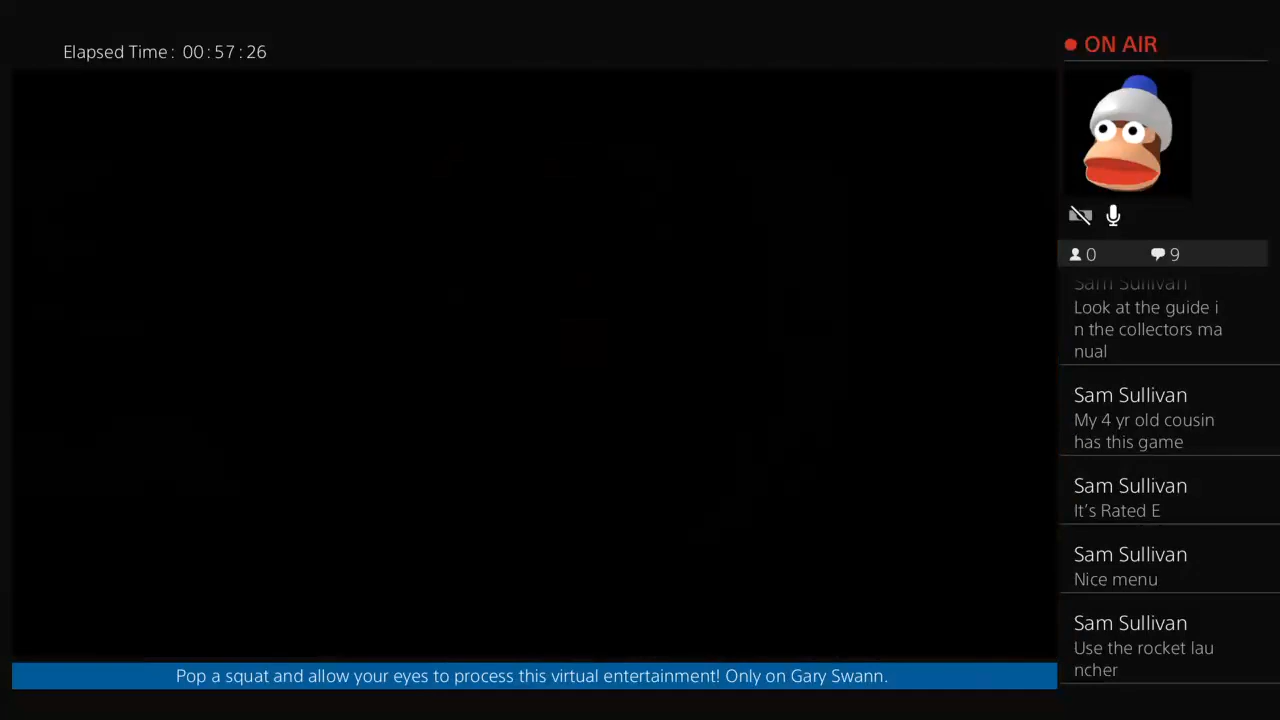 Elapsed Time: 00:57:26
ON AIR
0 9
Sam Sullivan
Look at the guide i
n the collectors ma
nual
Sam Sullivan
My 4 yr old cousin
has this game
Sam Sullivan
It's Rated E
Sam Sullivan
Nice menu
Sam Sullivan
Use the rocket lau
ncher
Pop a squat and allow your eyes to process this virtual entertainment! Only on Gary Swann.